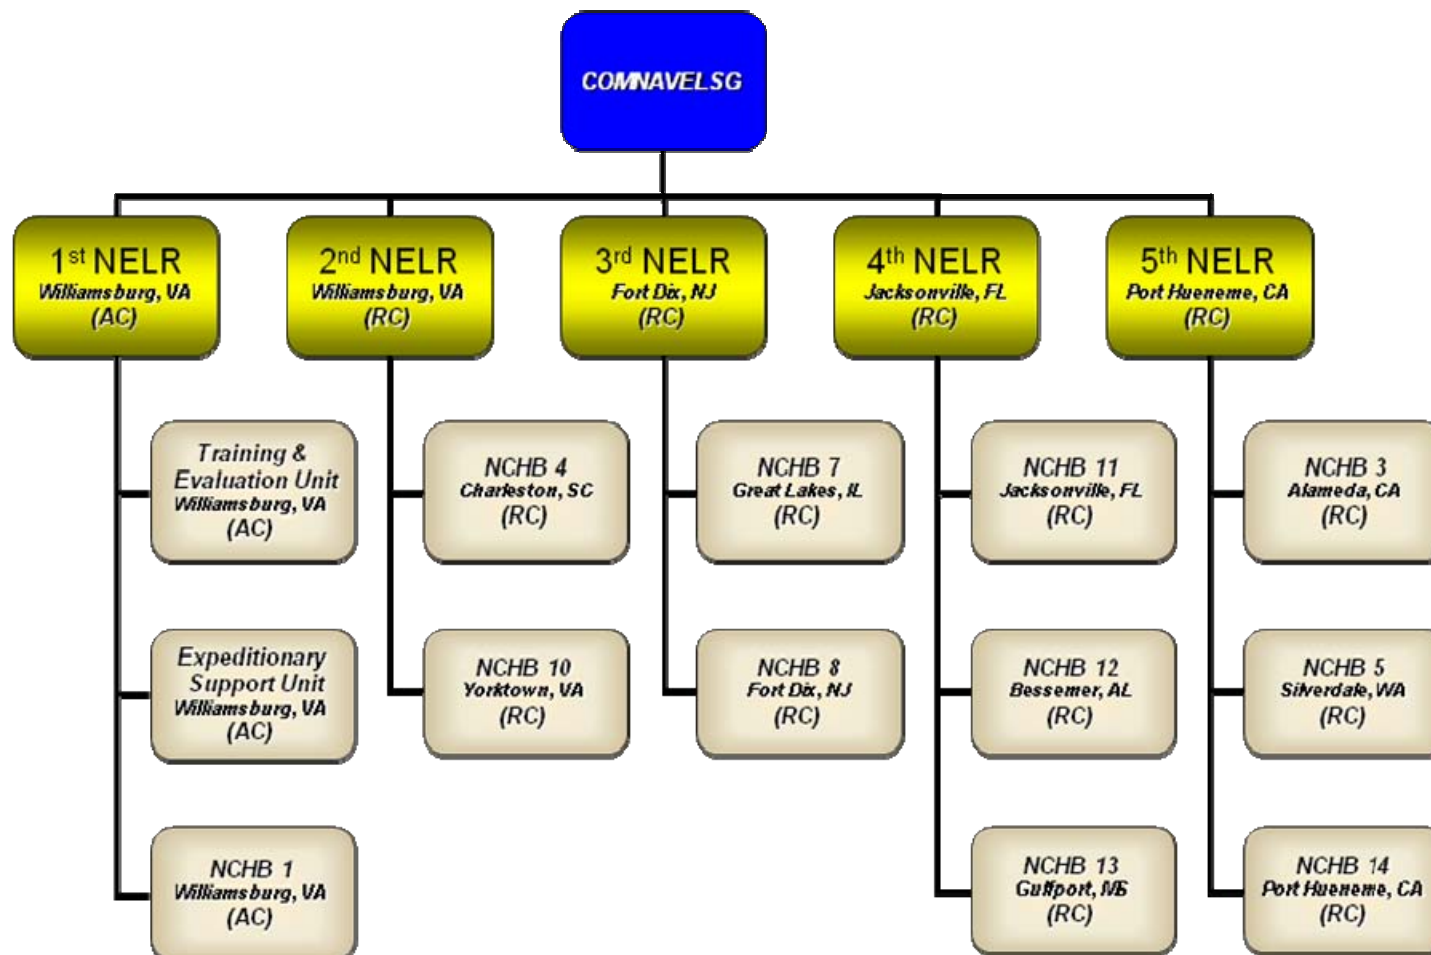 COMNAVELSG
1st NELR
Williamsburg, VA
(AC)
2nd NELR
Williamsburg, VA
(RC)
3rd NELR
Fort Dix, NJ
(RC)
4th NELR
Jacksonville, FL
(RC)
5th NELR
Port Hueneme, CA
(RC)
Training &
Evaluation Unit
Williamsburg, VA
(AC)
Expeditionary
Support Unit
Williamsburg, VA
(AC)
NCHB 1
Williamsburg, VA
(AC)
NCHB 4
Charleston, SC
(RC)
NCHB 10
Yorktown, VA
(RC)
NCHB 7
Great Lakes, IL
(RC)
NCHB 8
Fort Dix, NJ
(RC)
NCHB 11
Jacksonville, FL
(RC)
NCHB 12
Bessemer, AL
(RC)
NCHB 13
Gulfport, MS
(RC)
NCHB 3
Alameda, CA
(RC)
NCHB 5
Silverdale, WA
(RC)
NCHB 14
Port Hueneme, CA
(RC)